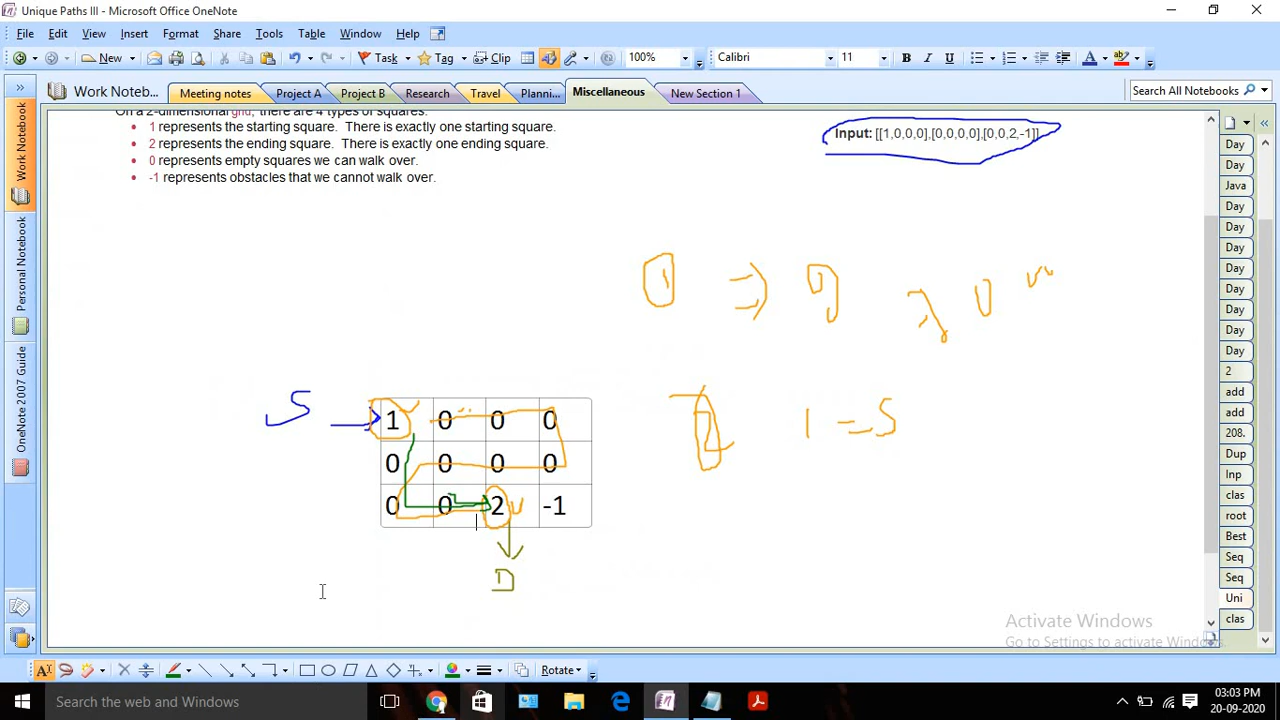 Unique Paths III - Microsoft Office OneNote
File Edit View Insert Format Share Tools Table Window Help
New Task Tag Clip 100% Calibri 11 B I U
Work Noteb... Meeting notes Project A Project B Research Travel Planni... Miscellaneous New Section 1 Search All Notebooks
On a 2-dimensional grid, there are 4 types of squares.
1 represents the starting square. There is exactly one starting square.
2 represents the ending square. There is exactly one ending square.
0 represents empty squares we can walk over.
-1 represents obstacles that we cannot walk over.
Input: [[1,0,0,0],[0,0,0,0],[0,0,2,-1]]
S
1 0 0 0
0 0 0 0
0 0 2 -1
D
1 = S
Work Notebook
Personal Notebook
OneNote 2007 Guide
Day
Day
Java
Day
Day
Day
Day
Day
Day
Day
Day
2
add
add
208.
Dup
Inp
clas
root
Best
Seq
Seq
Uni
clas
Activate Windows
Go to Settings to activate Windows.
Rotate
Search the web and Windows
03:03 PM
20-09-2020